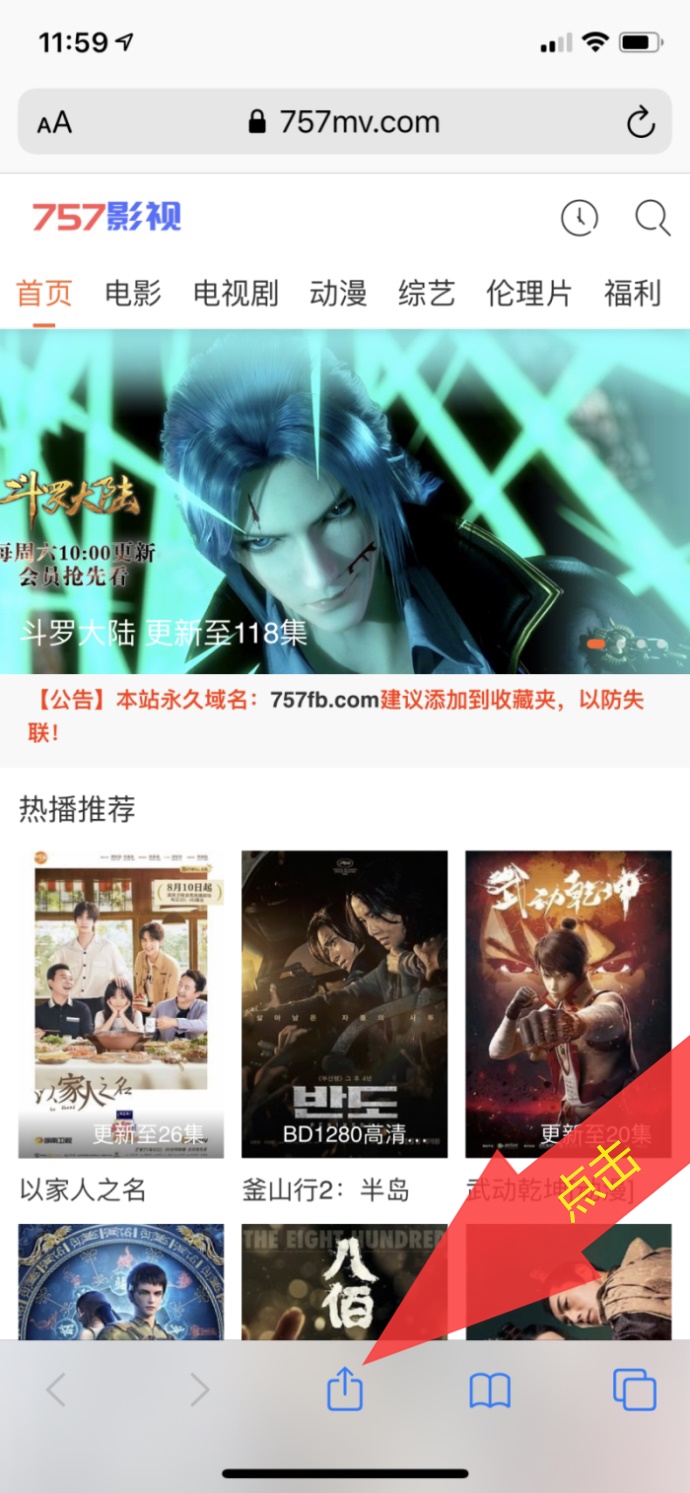 11:59
AA 757mv.com
757影视
首页 电影 电视剧 动漫 综艺 伦理片 福利
斗罗大陆
每周六10:00更新
会员抢先看
斗罗大陆 更新至118集
【公告】本站永久域名：757fb.com建议添加到收藏夹，以防失
联！
热播推荐
8月10日起
以家人之名
湖南卫视
更新至26集
반도
BD1280高清...
武动乾坤
更新至20集
以家人之名
釜山行2：半岛
武动乾坤[动漫]
点击
THE EIGHT HUNDRED
八
佰